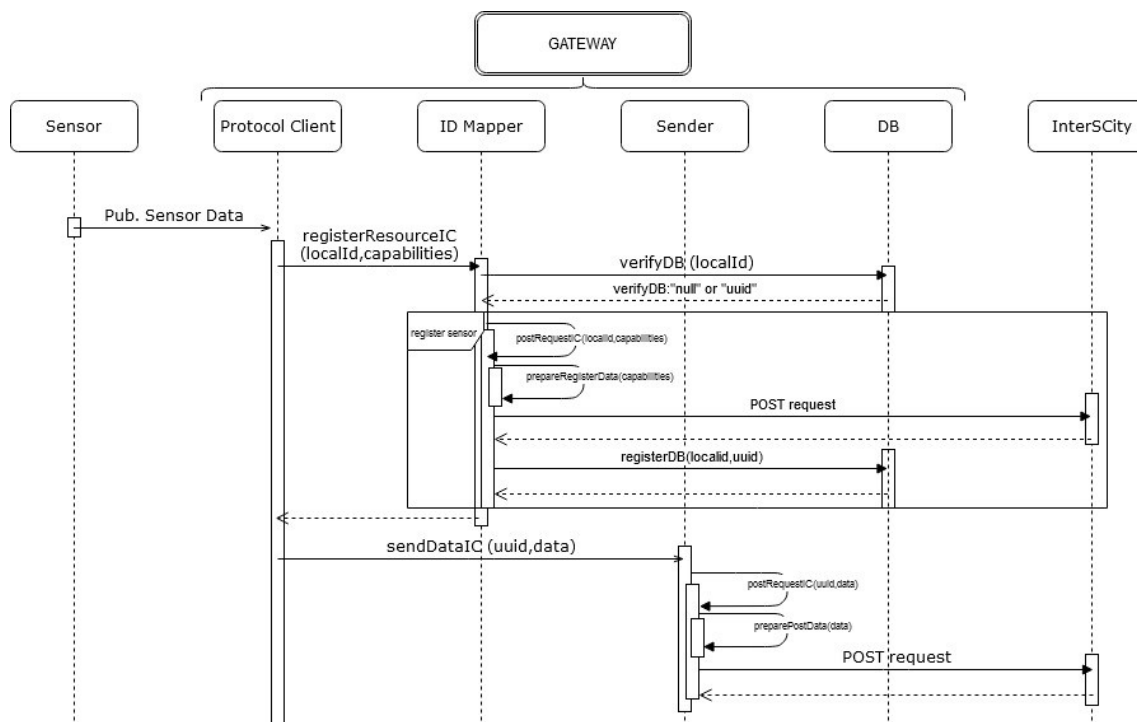 GATEWAY
Sensor
Protocol Client
ID Mapper
Sender
DB
InterSCity
Pub. Sensor Data
registerResourceIC
(localId,capabilities)
verifyDB (localId)
verifyDB:"null" or "uuid"
register sensor
postRequestIC(localid,capabilities)
prepareRegisterData(capabilities)
POST request
registerDB(localid,uuid)
sendDataIC (uuid,data)
postRequestIC(uuid,data)
preparePostData(data)
POST request